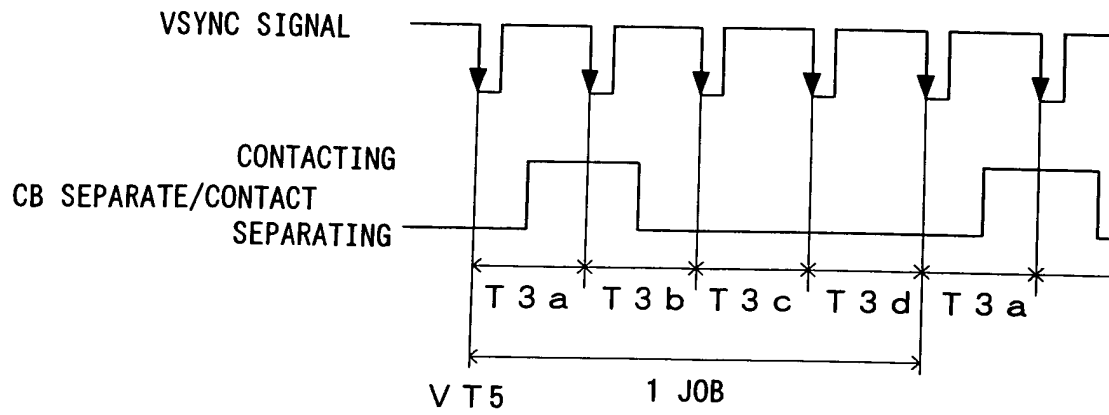 VSYNC SIGNAL
CONTACTING
CB SEPARATE/CONTACT
SEPARATING
T3a T3b T3c T3d T3a
VT5 1 JOB